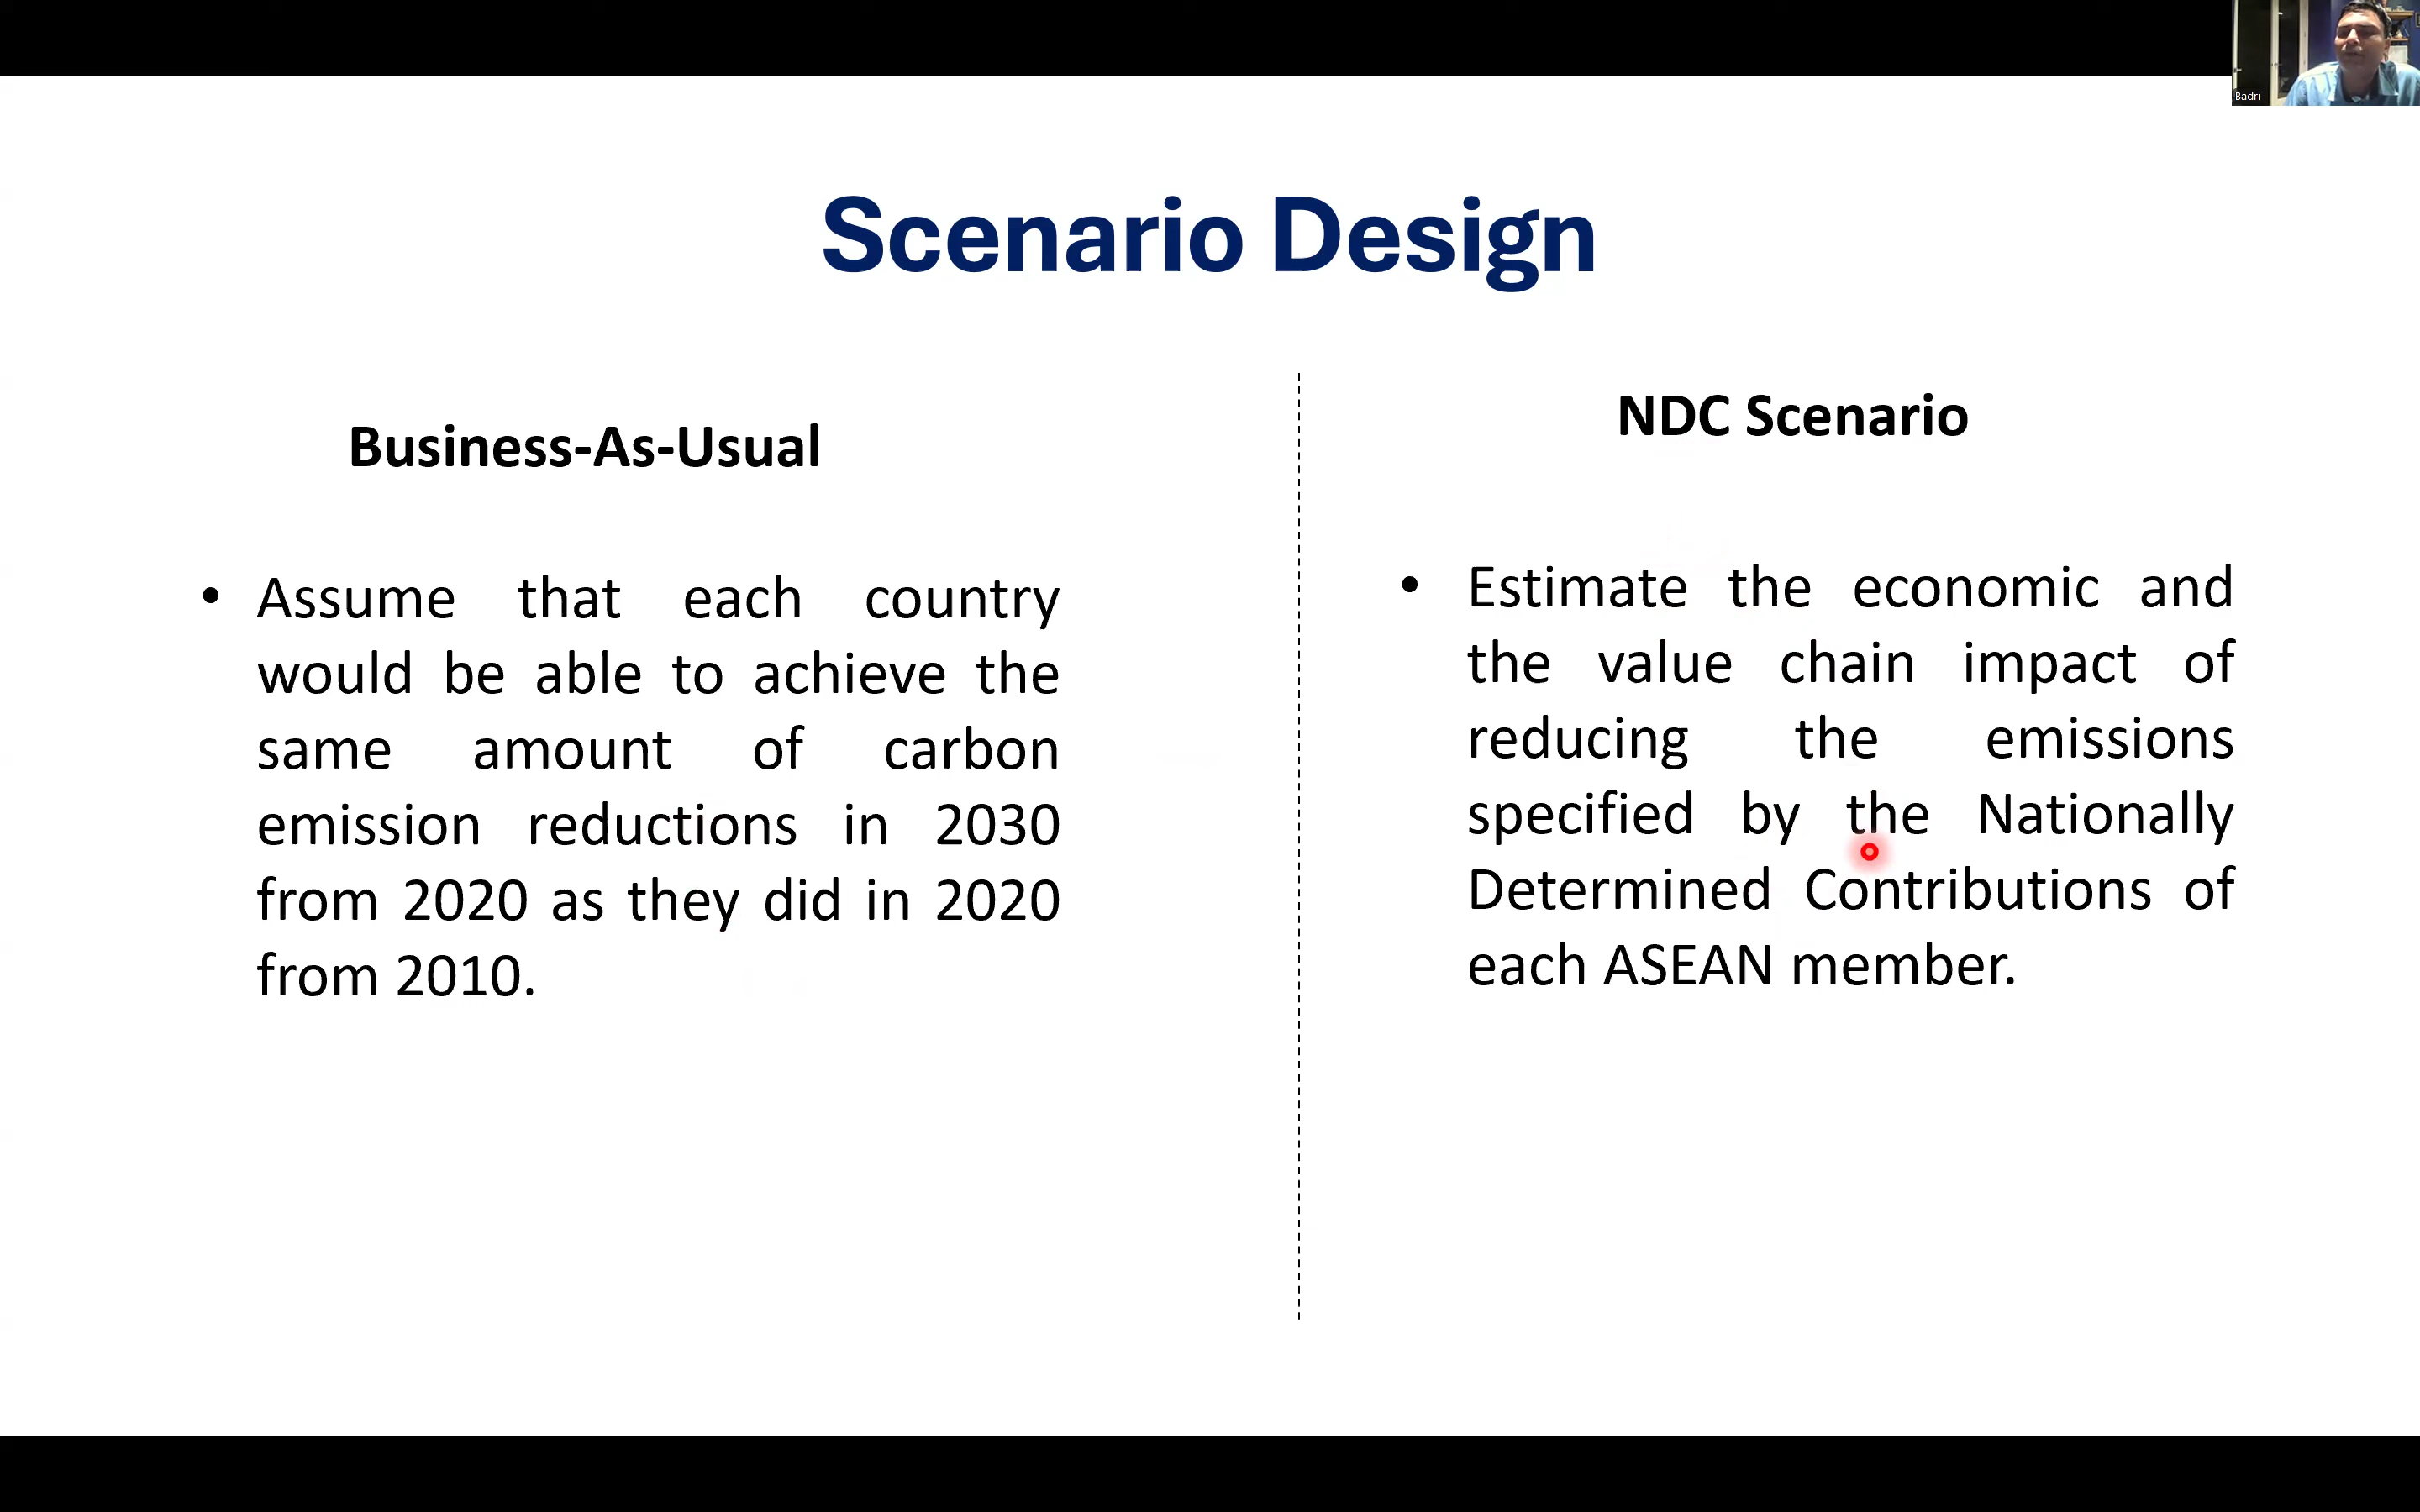 Badri
Scenario Design
Business-As-Usual
• Assume that each country
would be able to achieve the
same amount of carbon
emission reductions in 2030
from 2020 as they did in 2020
from 2010.
NDC Scenario
• Estimate the economic and
the value chain impact of
reducing the emissions
specified by the Nationally
Determined Contributions of
each ASEAN member.